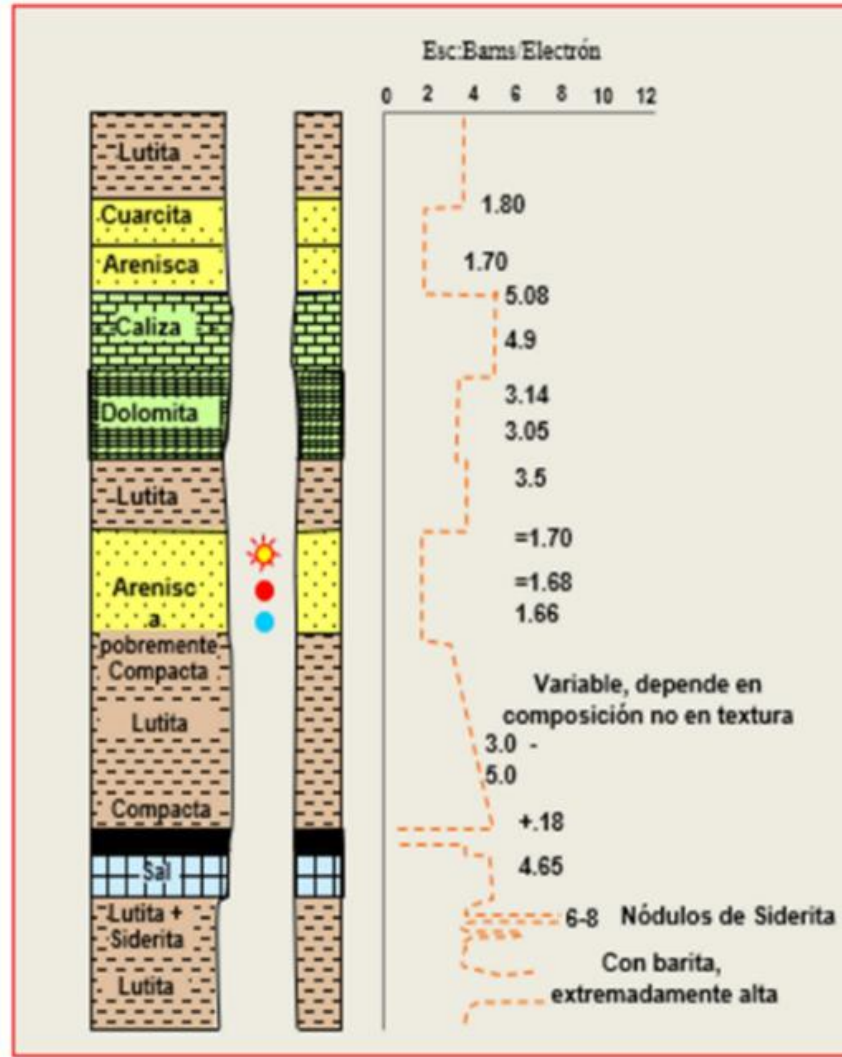 Esc:Barns/Electrón
0 2 4 6 8 10 12
Lutita
Cuarcita
1.80
Arenisca
1.70
5.08
Caliza
4.9
3.14
Dolomita
3.05
3.5
Lutita
=1.70
Arenisc
=1.68
a
1.66
pobremente
Compacta
Variable, depende en
composición no en textura
Lutita
3.0 -
5.0
Compacta
+.18
Sal
4.65
Lutita +
6-8 Nódulos de Siderita
Siderita
Con barita,
Lutita
extremadamente alta